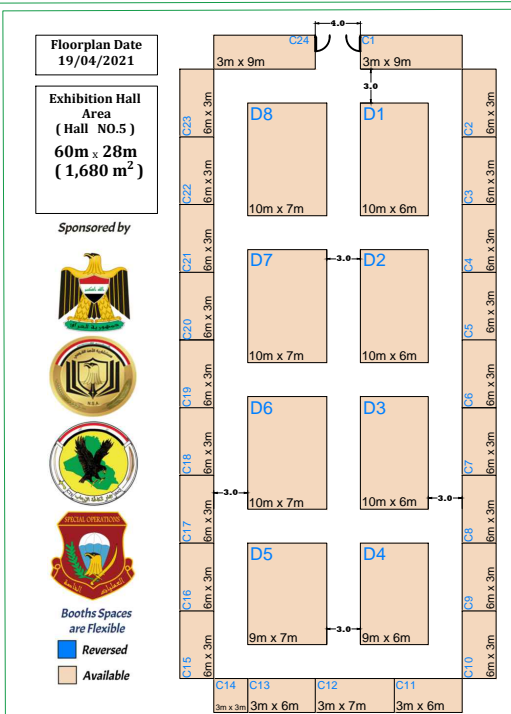 Floorplan Date
19/04/2021
Exhibition Hall
Area
( Hall NO.5 )
60m x 28m
( 1,680 m² )
Sponsored by
SPECIAL OPERATIONS
Booths Spaces
are Flexible
Reversed
Available
4.0
C24
C1
3m x 9m
3m x 9m
3.0
C23
6m x 3m
C22
6m x 3m
C21
6m x 3m
C20
6m x 3m
C19
6m x 3m
C18
6m x 3m
C17
6m x 3m
C16
6m x 3m
C15
6m x 3m
D8
10m x 7m
D1
10m x 6m
D7
10m x 7m
3.0
D2
10m x 6m
D6
10m x 7m
D3
10m x 6m
3.0
3.0
D5
9m x 7m
3.0
D4
9m x 6m
C2
6m x 3m
C3
6m x 3m
C4
6m x 3m
C5
6m x 3m
C6
6m x 3m
C7
6m x 3m
C8
6m x 3m
C9
6m x 3m
C10
6m x 3m
C14
3m x 3m
C13
3m x 6m
C12
3m x 7m
C11
3m x 6m